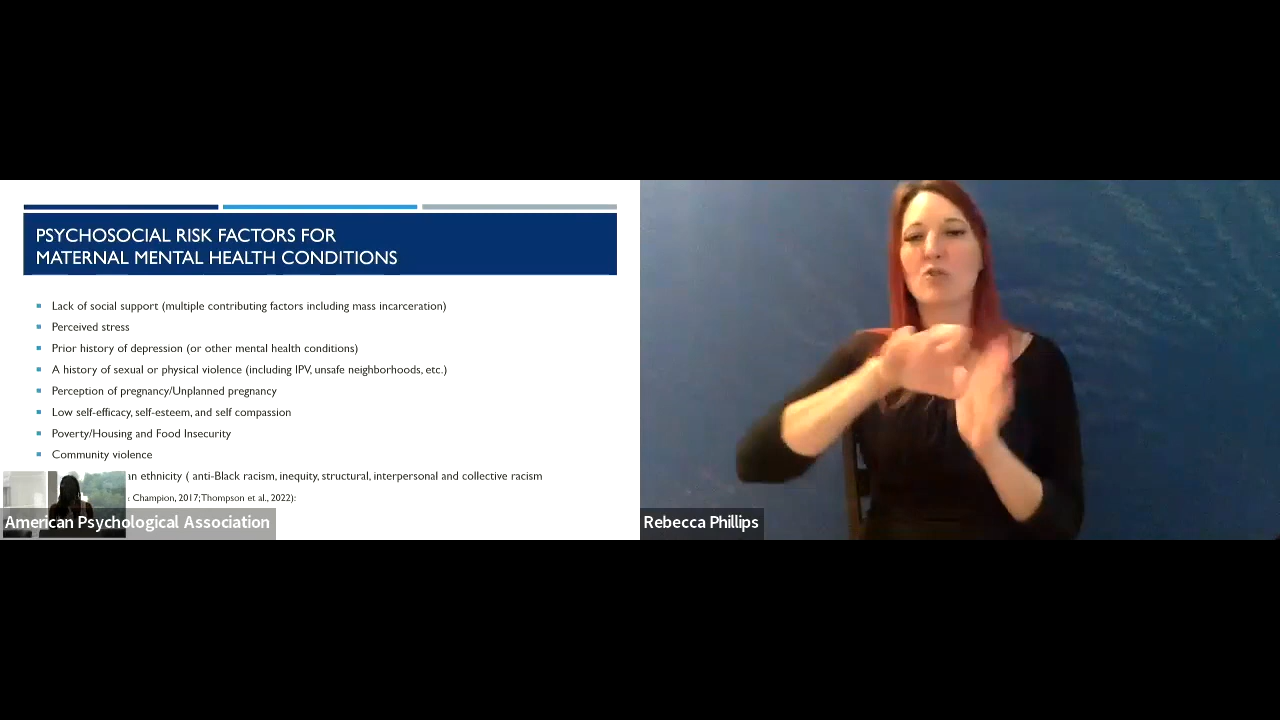 PSYCHOSOCIAL RISK FACTORS FOR
MATERNAL MENTAL HEALTH CONDITIONS
Lack of social support (multiple contributing factors including mass incarceration)
Perceived stress
Prior history of depression (or other mental health conditions)
A history of sexual or physical violence (including IPV, unsafe neighborhoods, etc.)
Perception of pregnancy/Unplanned pregnancy
Low self-efficacy, self-esteem, and self compassion
Poverty/Housing and Food Insecurity
Community violence
an ethnicity ( anti-Black racism, inequity, structural, interpersonal and collective racism
Champion, 2017; Thompson et al., 2022):
American Psychological Association
Rebecca Phillips